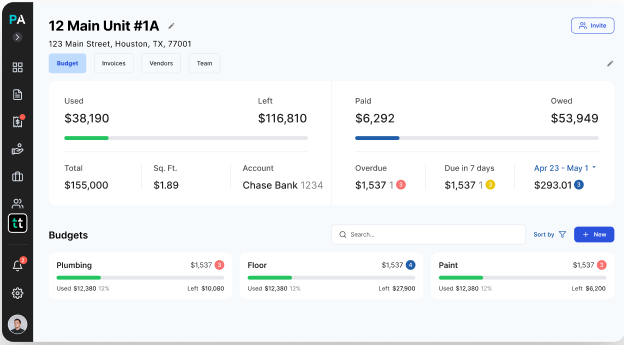 PA
12 Main Unit #1A
Invite
123 Main Street, Houston, TX, 77001
Budget Invoices Vendors Team
Used Left
$38,190 $116,810
Paid Owed
$6,292 $53,949
Total Sq. Ft. Account
$155,000 $1.89 Chase Bank 1234
Overdue Due in 7 days Apr 23 - May 1
$1,537 1 3 $1,537 1 3 $293.01 3
tt
Budgets Search... Sort by + New
Plumbing $1,537 3
Used $12,380 12% Left $10,080
Floor $1,537 4
Used $12,380 12% Left $27,900
Paint $1,537 3
Used $12,380 12% Left $6,200
2